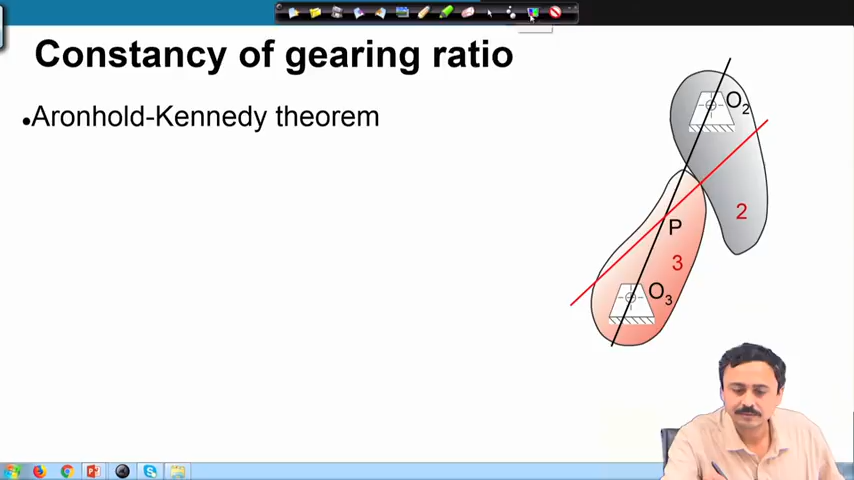 Constancy of gearing ratio
•Aronhold-Kennedy theorem
O2
2
P
3
O3